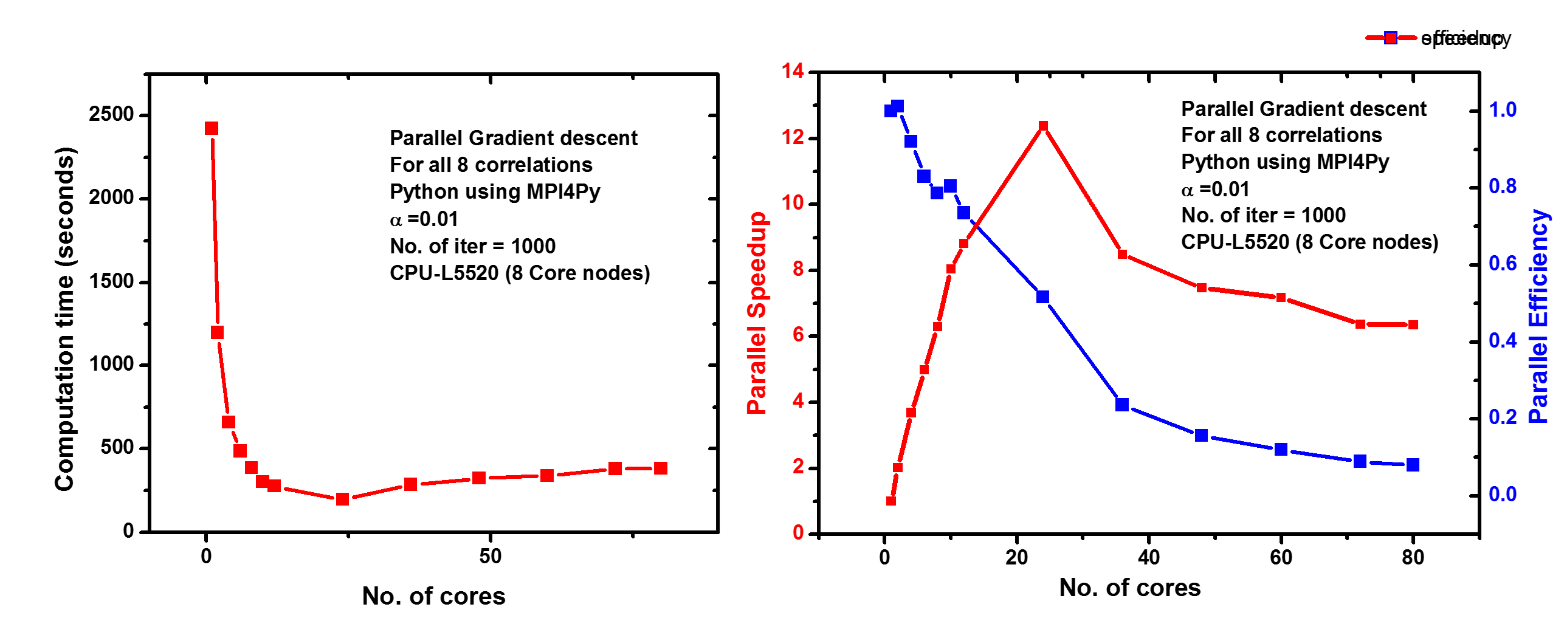 Computation time (seconds)
2500
2000
1500
1000
500
0
Parallel Gradient descent
For all 8 correlations
Python using MPI4Py
α =0.01
No. of iter = 1000
CPU-L5520 (8 Core nodes)
0 50
No. of cores
Parallel Speedup
14
12
10
8
6
4
2
0
Parallel Gradient descent
For all 8 correlations
Python using MPI4Py
α =0.01
No. of iter = 1000
CPU-L5520 (8 Core nodes)
1.0
0.8
0.6
0.4
0.2
0.0
Parallel Efficiency
0 20 40 60 80
No. of cores